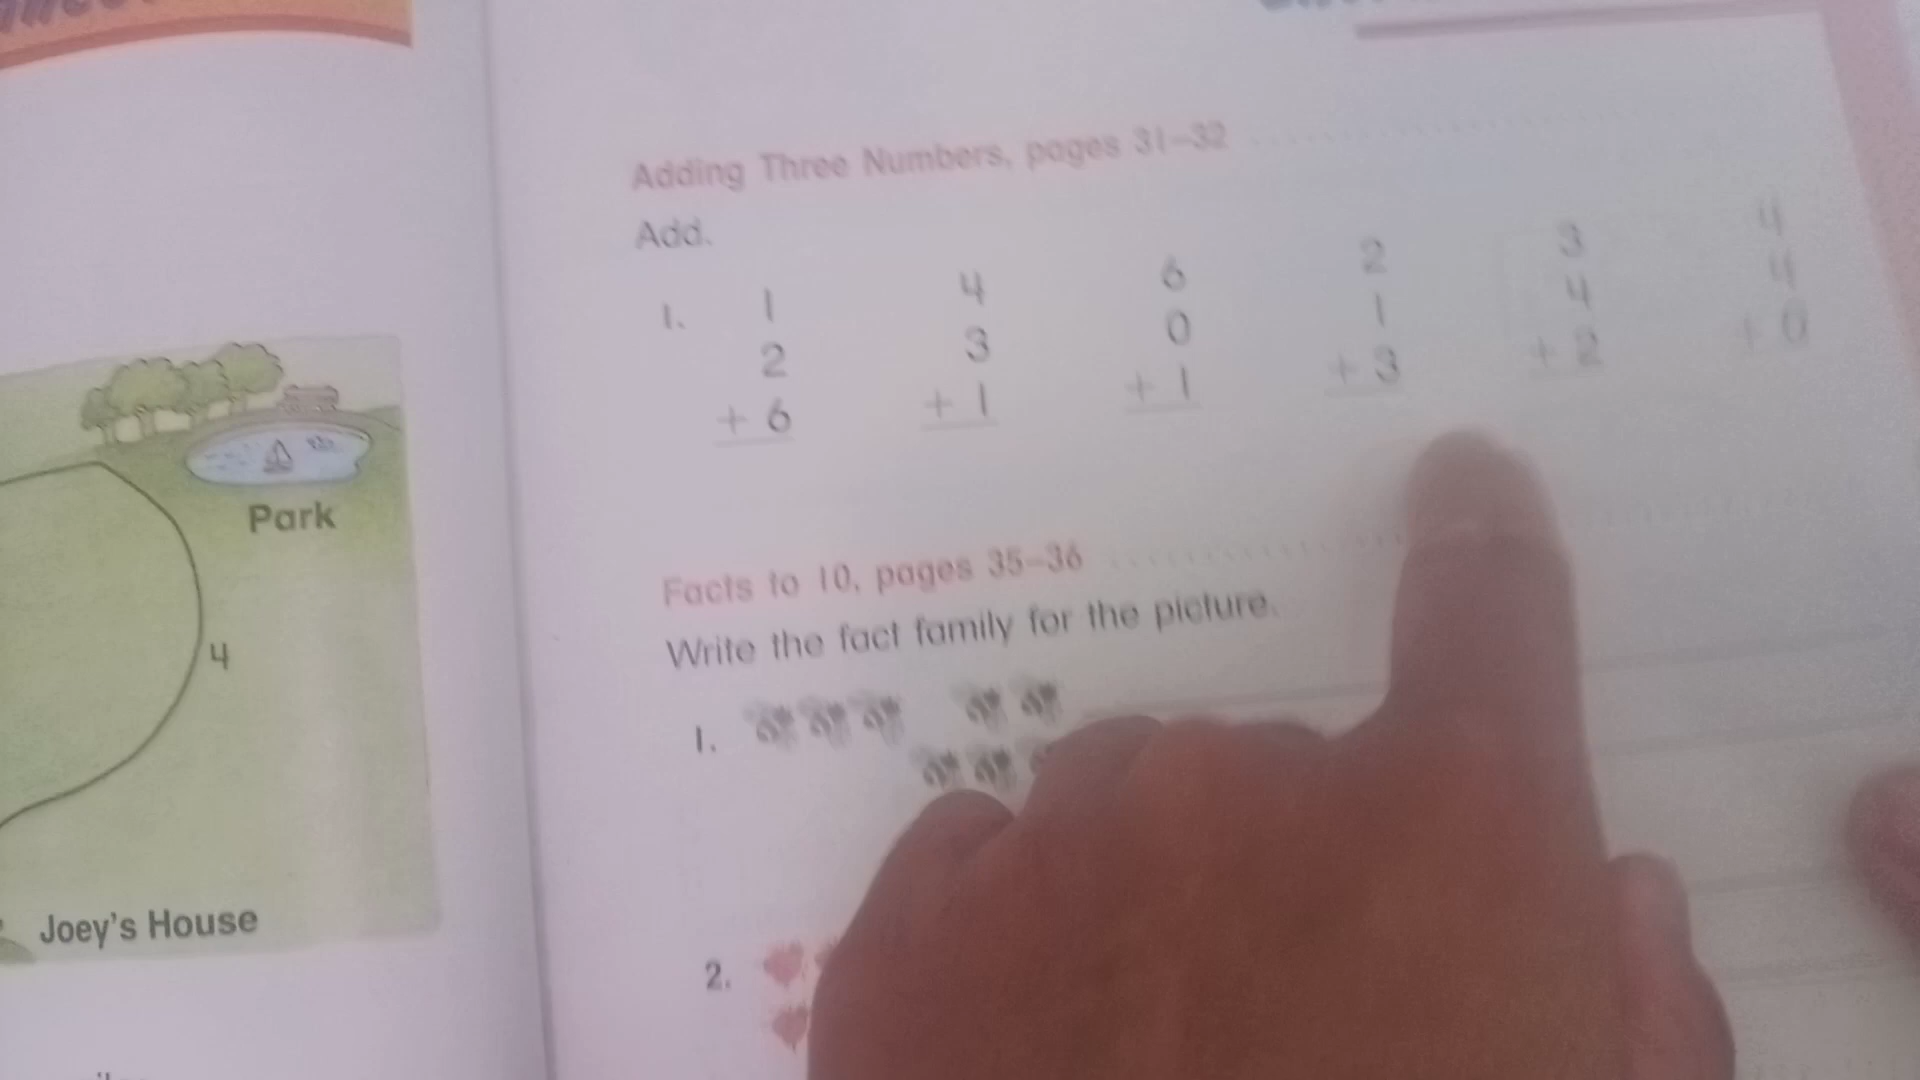 Park
4
Joey's House
Adding Three Numbers, pages 31–32
Add.
1. 1 4 6 2 3 4
2 3 0 1 4 4
+ 6 + 1 + 1 + 3 + 2 + 0
Facts to 10, pages 35–36
Write the fact family for the picture.
1.
2.